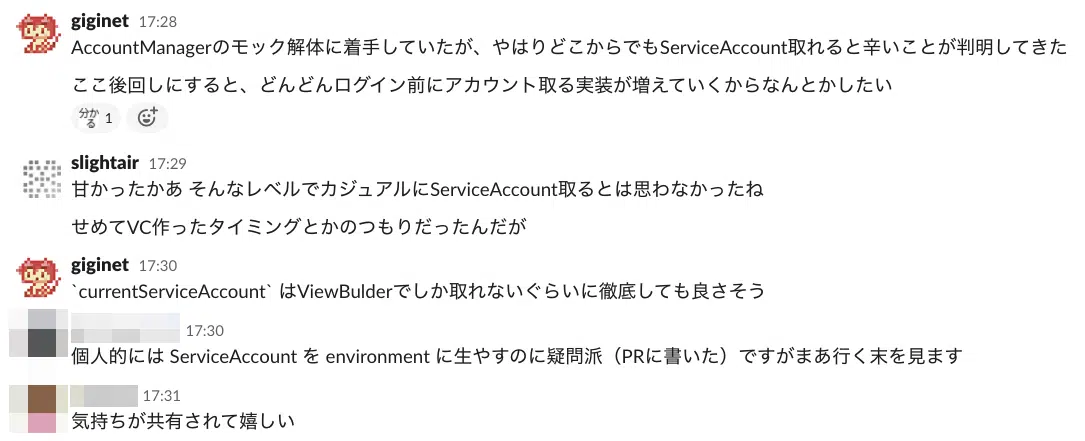 giginet 17:28
AccountManagerのモック解体に着手していたが、やはりどこからでもServiceAccount取れると辛いことが判明してきた
ここ後回しにすると、どんどんログイン前にアカウント取る実装が増えていくからなんとかしたい
分かる 1
slightair 17:29
甘かったかあ そんなレベルでカジュアルにServiceAccount取るとは思わなかったね
せめてVC作ったタイミングとかのつもりだったんだが
giginet 17:30
`currentServiceAccount` はViewBulderでしか取れないぐらいに徹底しても良さそう
17:30
個人的には ServiceAccount を environment に生やすのに疑問派（PRに書いた）ですがまあ行く末を見ます
17:31
気持ちが共有されて嬉しい